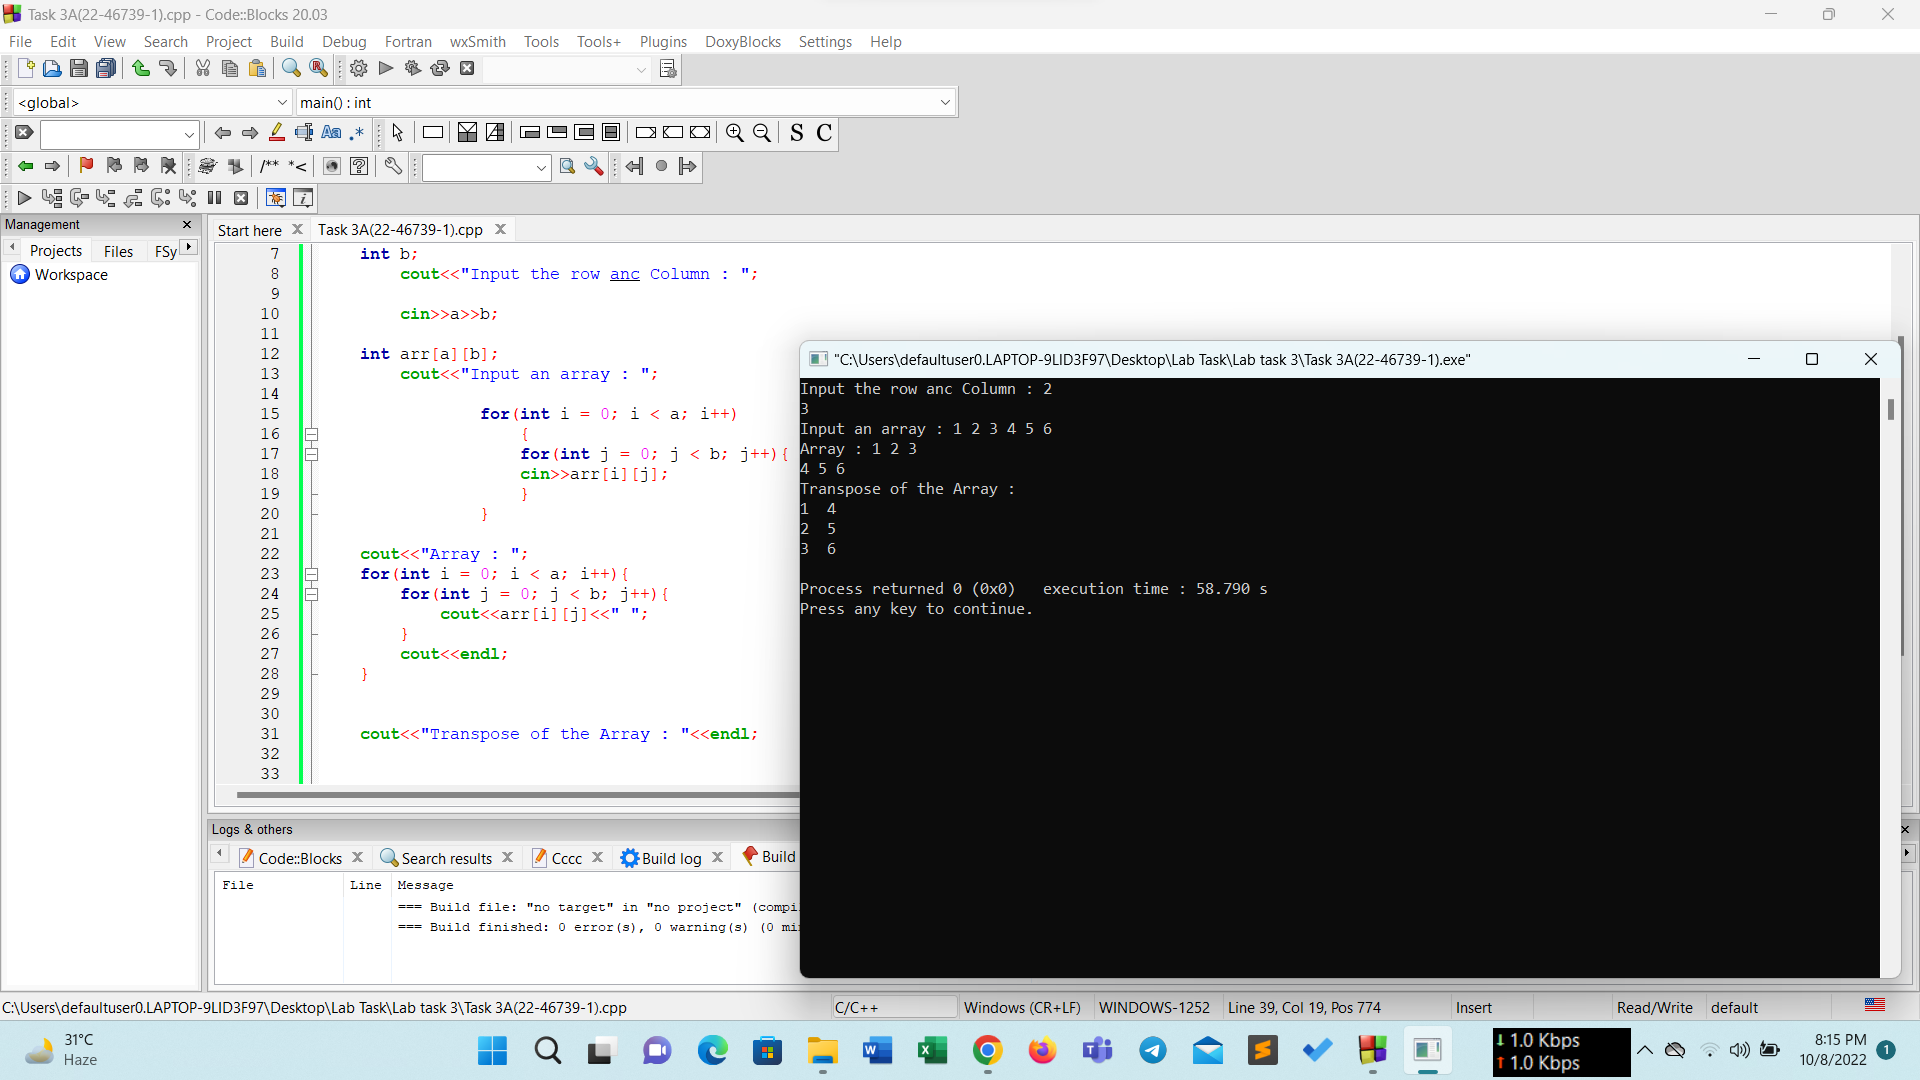 Task 3A(22-46739-1).cpp - Code::Blocks 20.03
File Edit View Search Project Build Debug Fortran wxSmith Tools Tools+ Plugins DoxyBlocks Settings Help
<global> main() : int
Aa .* S C
/** *<
Management
Projects Files FSy
Workspace
Start here Task 3A(22-46739-1).cpp
7 int b;
8 cout<<"Input the row anc Column : ";
9
10 cin>>a>>b;
11
12 int arr[a][b];
13 cout<<"Input an array : ";
14
15 for(int i = 0; i < a; i++)
16 {
17 for(int j = 0; j < b; j++){
18 cin>>arr[i][j];
19 }
20 }
21
22 cout<<"Array : ";
23 for(int i = 0; i < a; i++){
24 for(int j = 0; j < b; j++){
25 cout<<arr[i][j]<<" ";
26 }
27 cout<<endl;
28 }
29
30
31 cout<<"Transpose of the Array : "<<endl;
32
33
"C:\Users\defaultuser0.LAPTOP-9LID3F97\Desktop\Lab Task\Lab task 3\Task 3A(22-46739-1).exe"
Input the row anc Column : 2
3
Input an array : 1 2 3 4 5 6
Array : 1 2 3
4 5 6
Transpose of the Array :
1 4
2 5
3 6
Process returned 0 (0x0) execution time : 58.790 s
Press any key to continue.
Logs & others
Code::Blocks Search results Cccc Build log Build
File Line Message
=== Build file: "no target" in "no project" (compi
=== Build finished: 0 error(s), 0 warning(s) (0 mi
C:\Users\defaultuser0.LAPTOP-9LID3F97\Desktop\Lab Task\Lab task 3\Task 3A(22-46739-1).cpp C/C++ Windows (CR+LF) WINDOWS-1252 Line 39, Col 19, Pos 774 Insert Read/Write default
31°C
Haze
1.0 Kbps
1.0 Kbps
8:15 PM
10/8/2022
1